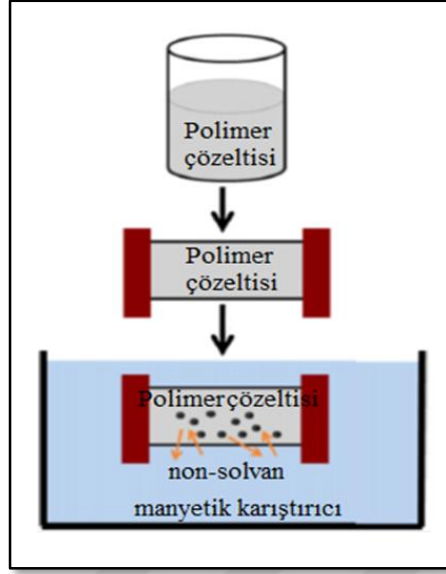 Polimer
çözeltisi
Polimer
çözeltisi
Polimerçözeltisi
non-solvan
manyetik karıştırıcı